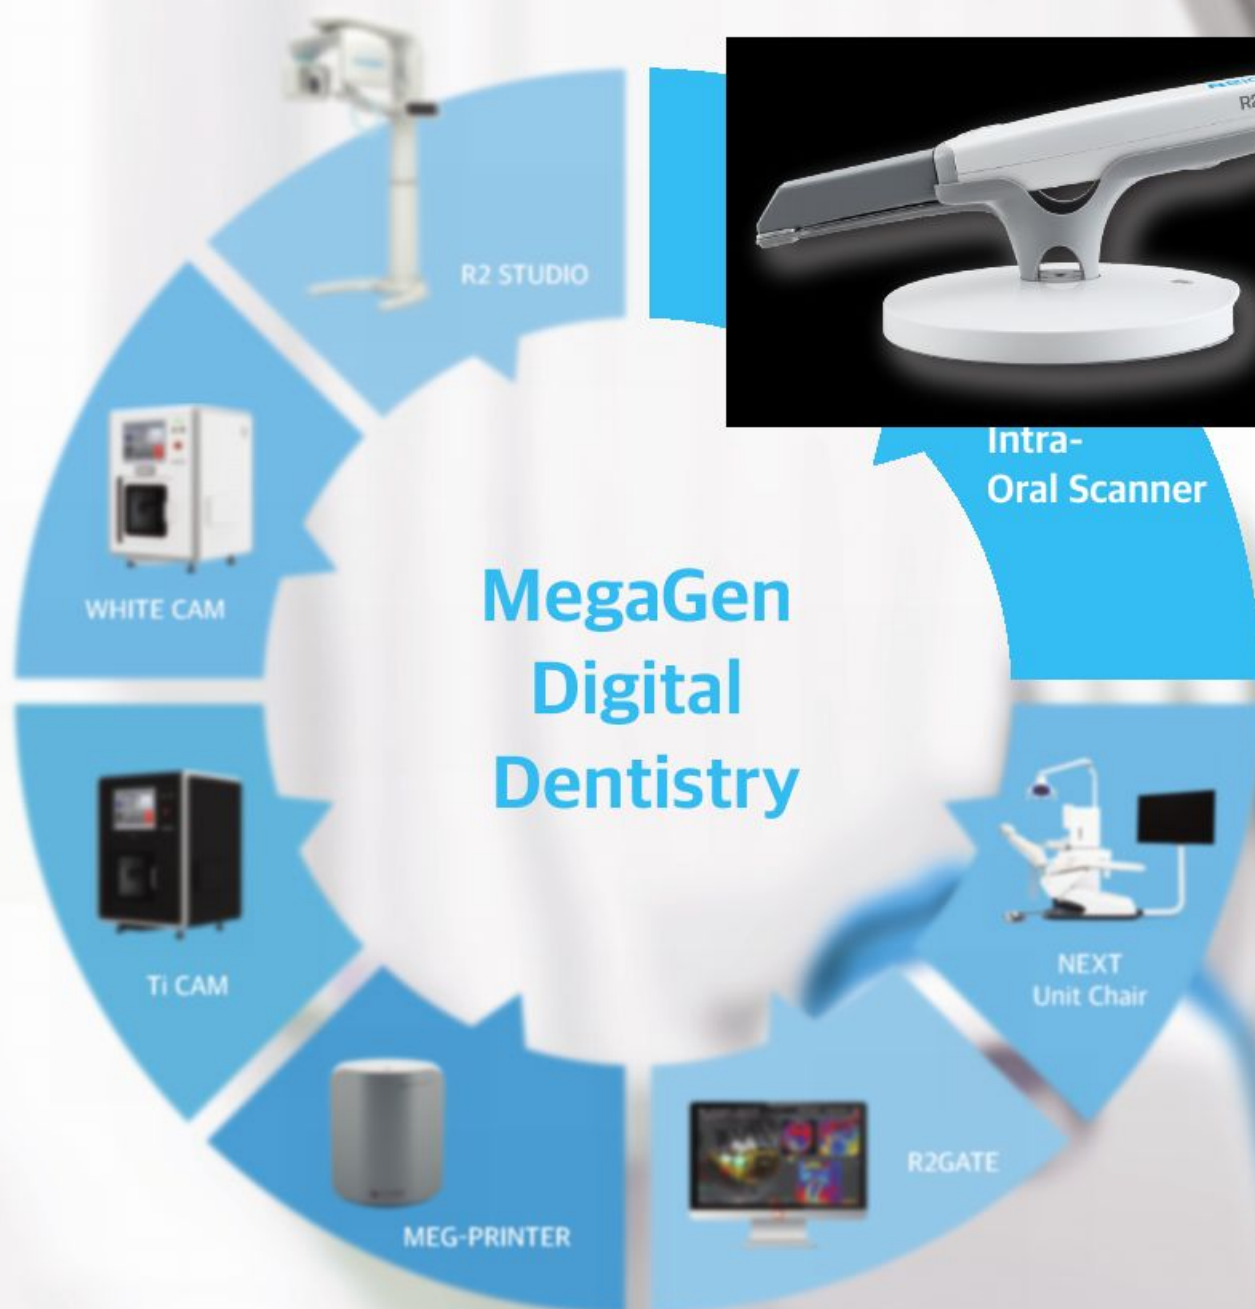 R2 STUDIO
Intra-
Oral Scanner
WHITE CAM
MegaGen
Digital
Dentistry
Ti CAM
NEXT
Unit Chair
R2GATE
MEG-PRINTER